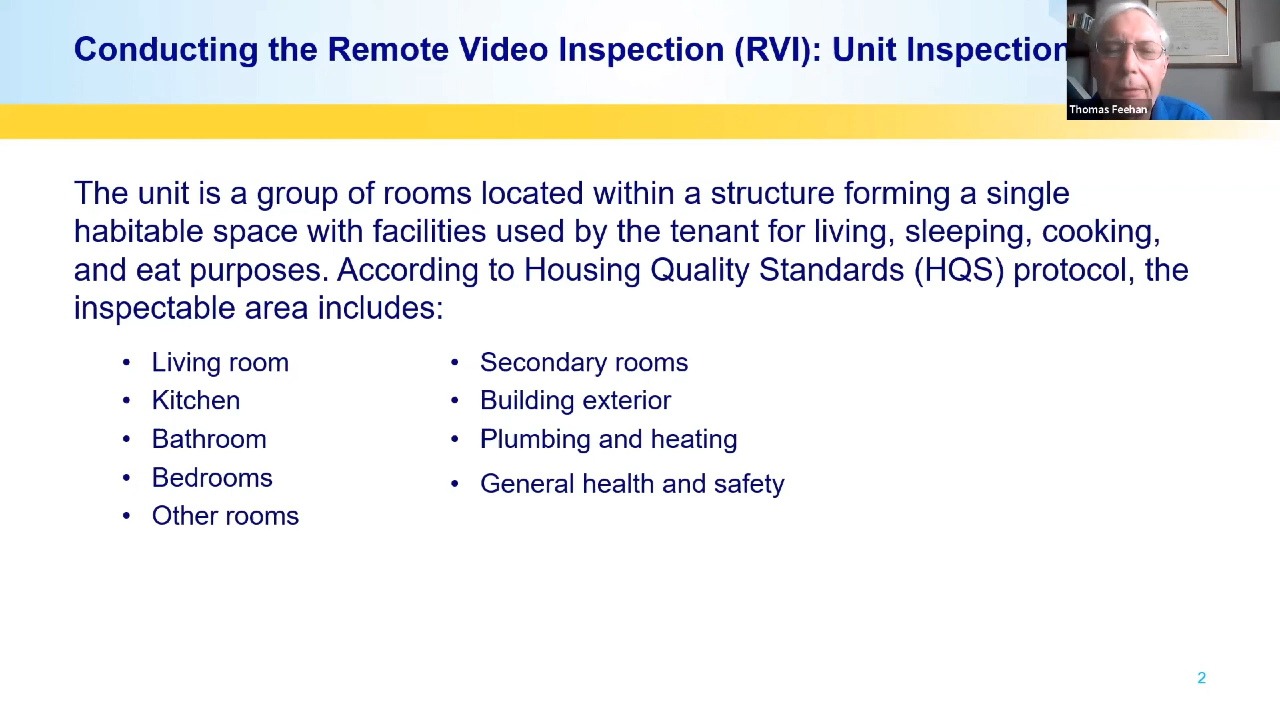 Conducting the Remote Video Inspection (RVI): Unit Inspection
Thomas Feehan
The unit is a group of rooms located within a structure forming a single
habitable space with facilities used by the tenant for living, sleeping, cooking,
and eat purposes. According to Housing Quality Standards (HQS) protocol, the
inspectable area includes:
• Living room
• Kitchen
• Bathroom
• Bedrooms
• Other rooms
• Secondary rooms
• Building exterior
• Plumbing and heating
• General health and safety
2